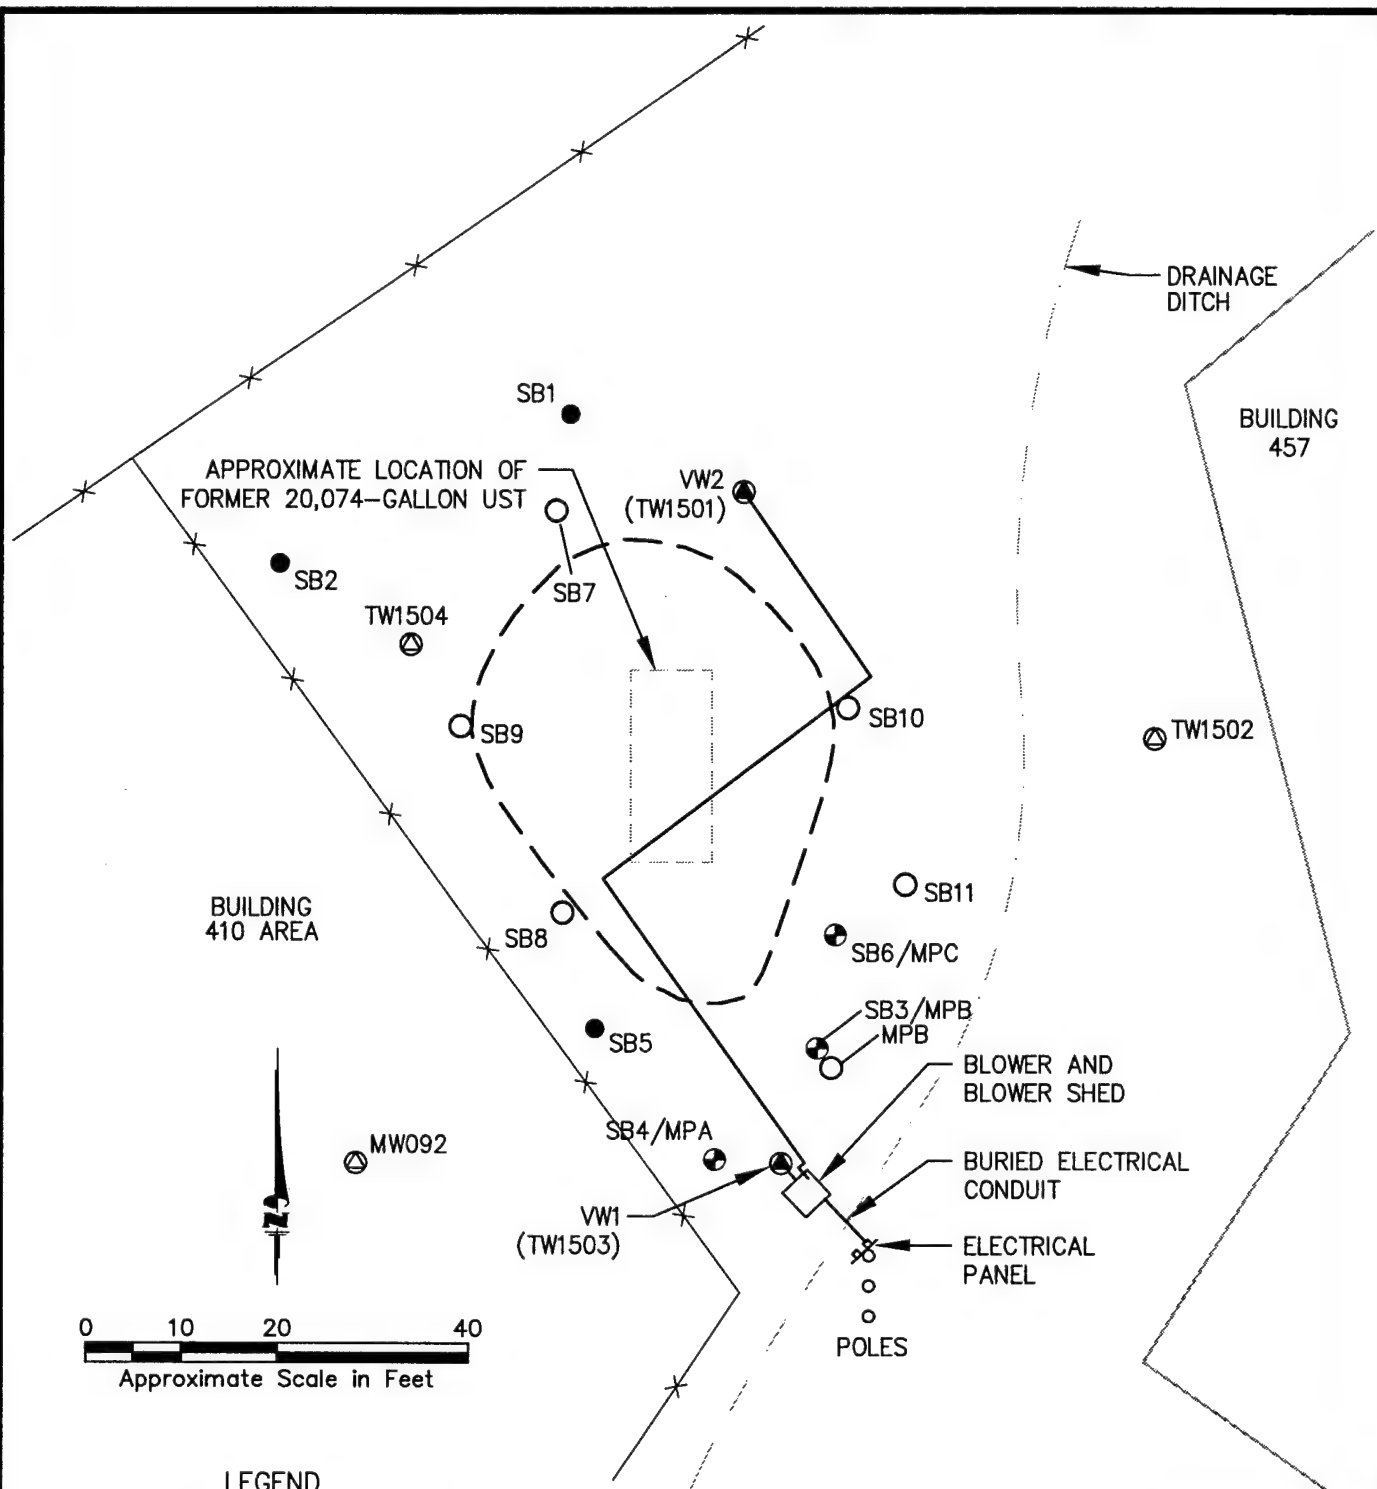 DRAINAGE
DITCH
SB1
BUILDING
457
APPROXIMATE LOCATION OF
FORMER 20,074-GALLON UST
VW2
(TW1501)
SB2
SB7
TW1504
SB10
SB9
TW1502
SB11
BUILDING
410 AREA
SB8
SB6/MPC
SB3/MPB
MPB
SB5
BLOWER AND
BLOWER SHED
SB4/MPA
MW092
BURIED ELECTRICAL
CONDUIT
VW1
(TW1503)
N
ELECTRICAL
PANEL
0 10 20 40
POLES
Approximate Scale in Feet
LEGEND